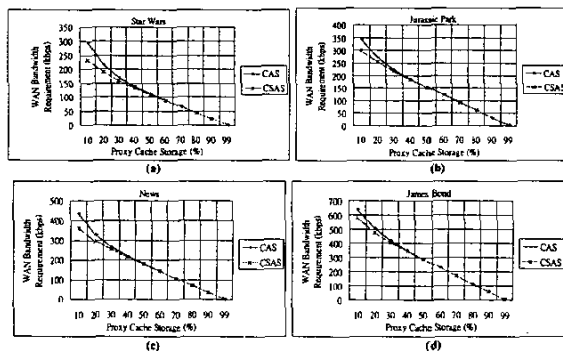 Star Wars
WAN Bandwidth
Requirement (kbps)
350
300
250
200
150
100
50
0
10 20 30 40 50 60 70 80 90 99
Proxy Cache Storage (%)
CAS
CSAS
(a)
Jurassic Park
WAN Bandwidth
Requirement (kbps)
400
350
300
250
200
150
100
50
0
10 20 30 40 50 60 70 80 90 99
Proxy Cache Storage (%)
CAS
CSAS
(b)
News
WAN Bandwidth
Requirement (kbps)
500
400
300
200
100
0
10 20 30 40 50 60 70 80 90 99
Proxy Cache Storage (%)
CAS
CSAS
(c)
James Bond
WAN Bandwidth
Requirement (kbps)
700
600
500
400
300
200
100
0
10 20 30 40 50 60 70 80 90 99
Proxy Cache Storage (%)
CAS
CSAS
(d)